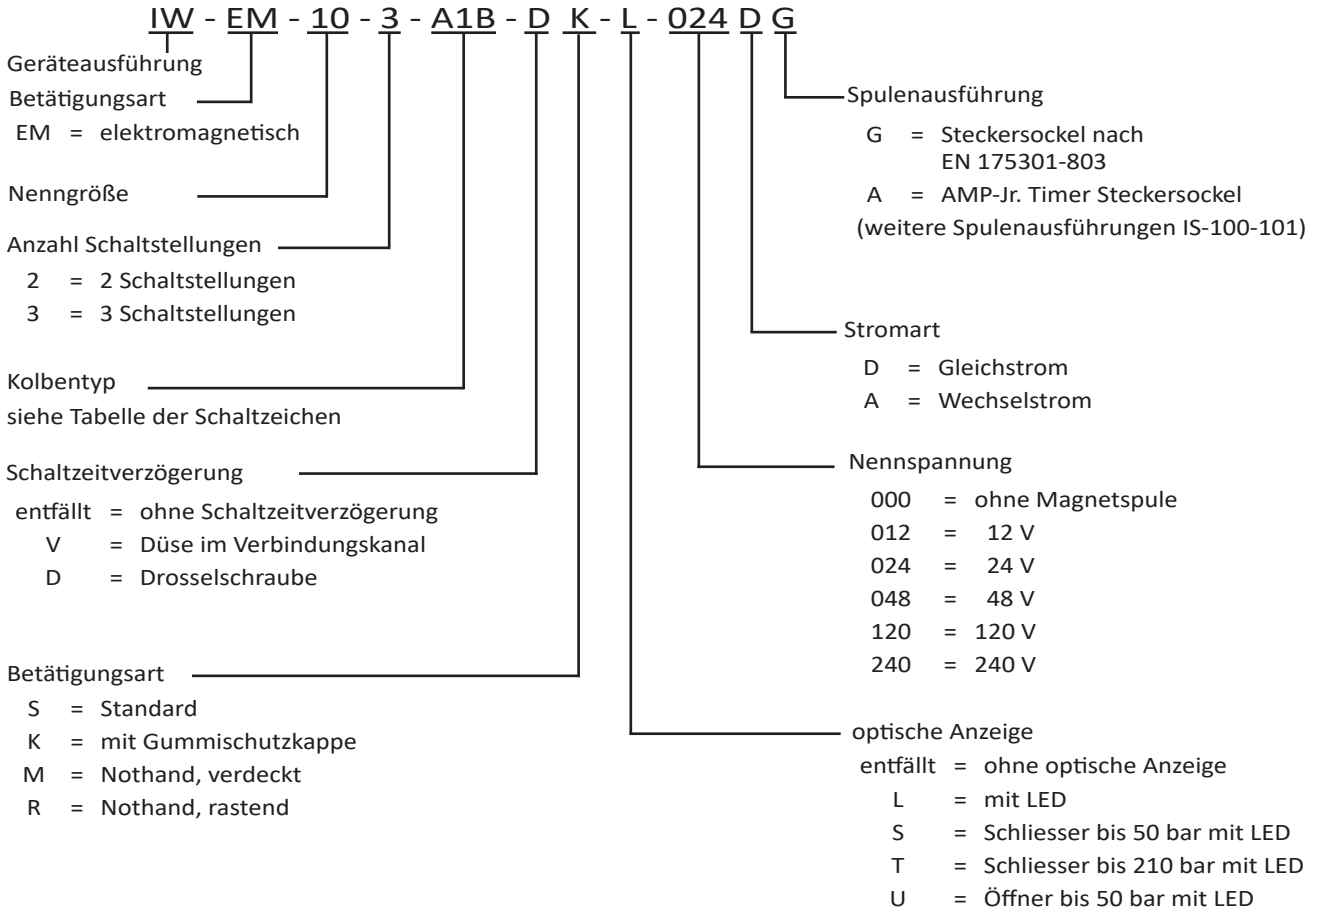 IW - EM - 10 - 3 - A1B - D K - L - 024 D G
Geräteausführung
Betätigungsart
EM = elektromagnetisch
Nenngröße
Anzahl Schaltstellungen
2 = 2 Schaltstellungen
3 = 3 Schaltstellungen
Kolbentyp
siehe Tabelle der Schaltzeichen
Schaltzeitverzögerung
entfällt = ohne Schaltzeitverzögerung
V = Düse im Verbindungskanal
D = Drosselschraube
Betätigungsart
S = Standard
K = mit Gummischutzkappe
M = Nothand, verdeckt
R = Nothand, rastend
Spulenausführung
G = Steckersockel nach
EN 175301-803
A = AMP-Jr. Timer Steckersockel
(weitere Spulenausführungen IS-100-101)
Stromart
D = Gleichstrom
A = Wechselstrom
Nennspannung
000 = ohne Magnetspule
012 = 12 V
024 = 24 V
048 = 48 V
120 = 120 V
240 = 240 V
optische Anzeige
entfällt = ohne optische Anzeige
L = mit LED
S = Schliesser bis 50 bar mit LED
T = Schliesser bis 210 bar mit LED
U = Öffner bis 50 bar mit LED